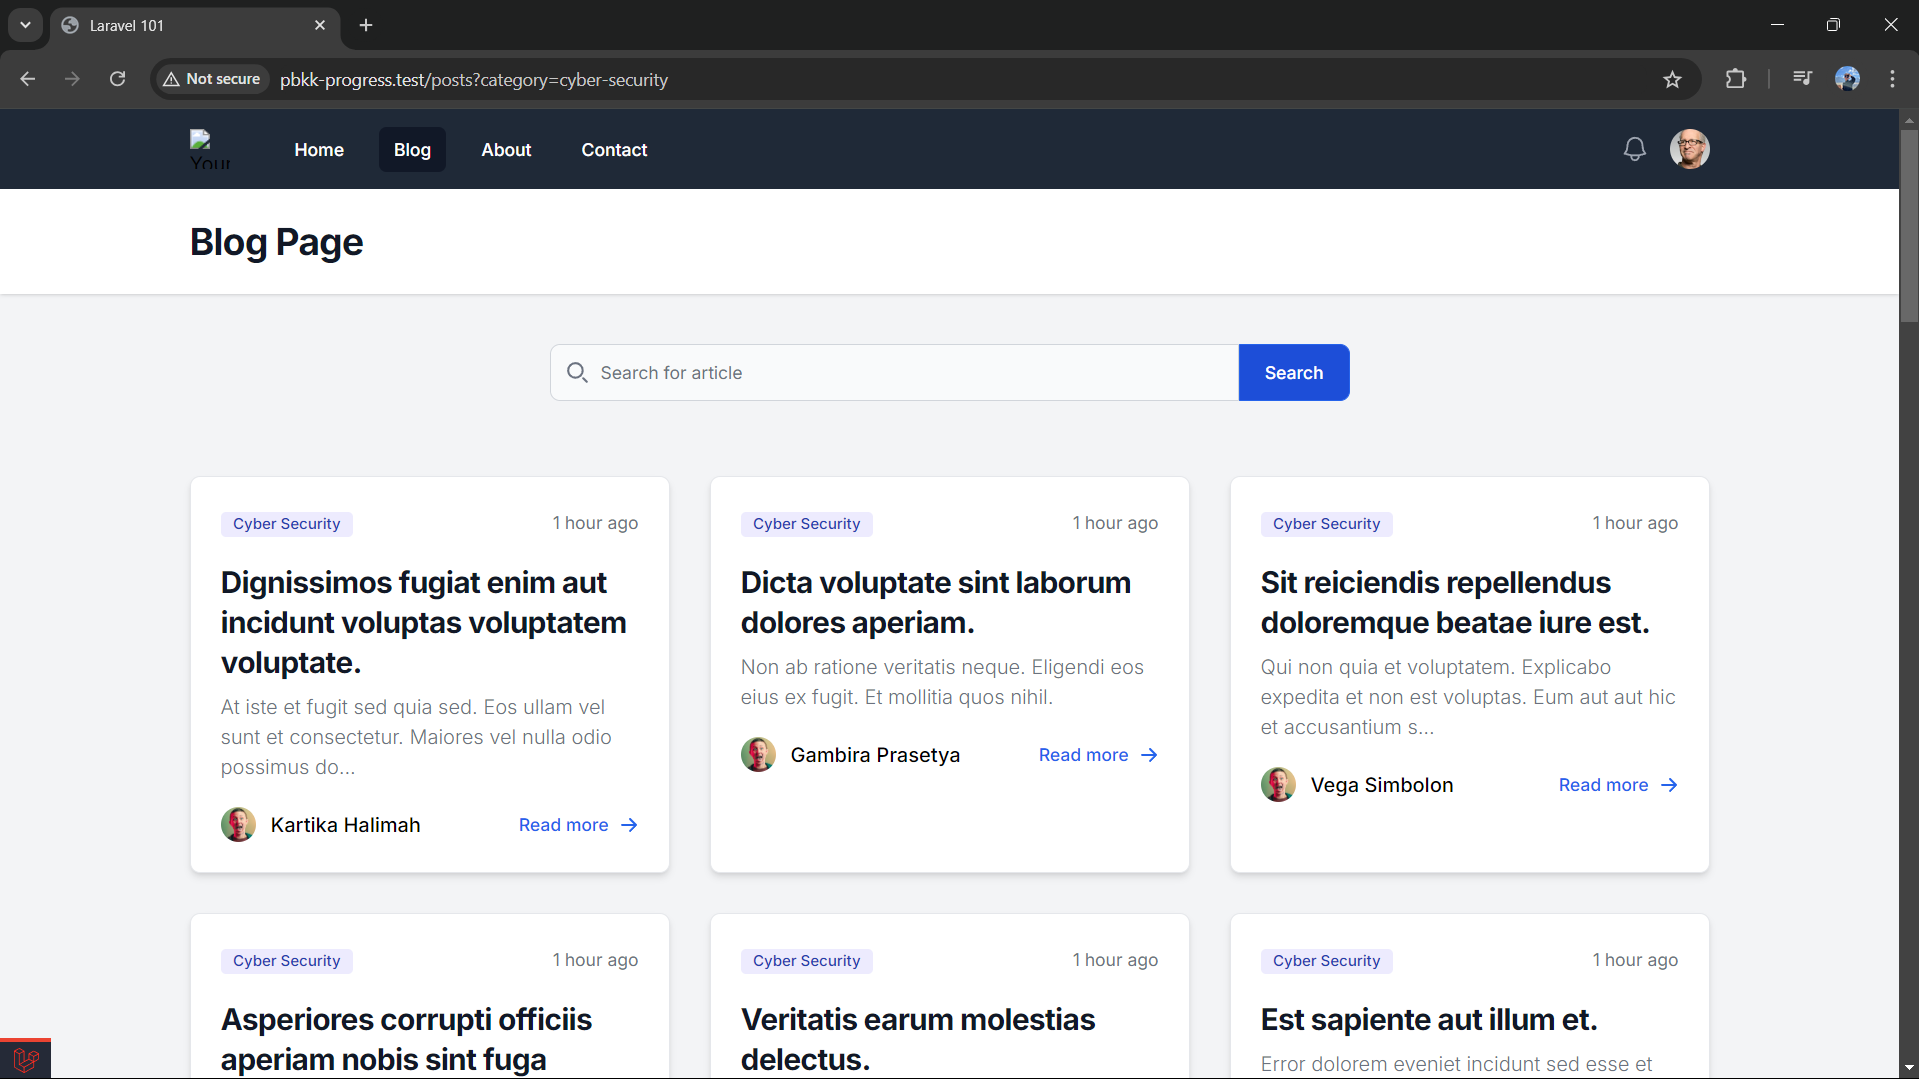 Laravel 101
Not secure
pbkk-progress.test/posts?category=cyber-security
Your
Home
Blog
About
Contact
Blog Page
Search for article
Search
Cyber Security
1 hour ago
Dignissimos fugiat enim aut
incidunt voluptas voluptatem
voluptate.
At iste et fugit sed quia sed. Eos ullam vel
sunt et consectetur. Maiores vel nulla odio
possimus do...
Kartika Halimah
Read more
Cyber Security
1 hour ago
Dicta voluptate sint laborum
dolores aperiam.
Non ab ratione veritatis neque. Eligendi eos
eius ex fugit. Et mollitia quos nihil.
Gambira Prasetya
Read more
Cyber Security
1 hour ago
Sit reiciendis repellendus
doloremque beatae iure est.
Qui non quia et voluptatem. Explicabo
expedita et non est voluptas. Eum aut aut hic
et accusantium s...
Vega Simbolon
Read more
Cyber Security
1 hour ago
Asperiores corrupti officiis
aperiam nobis sint fuga
Cyber Security
1 hour ago
Veritatis earum molestias
delectus.
Cyber Security
1 hour ago
Est sapiente aut illum et.
Error dolorem eveniet incidunt sed esse et